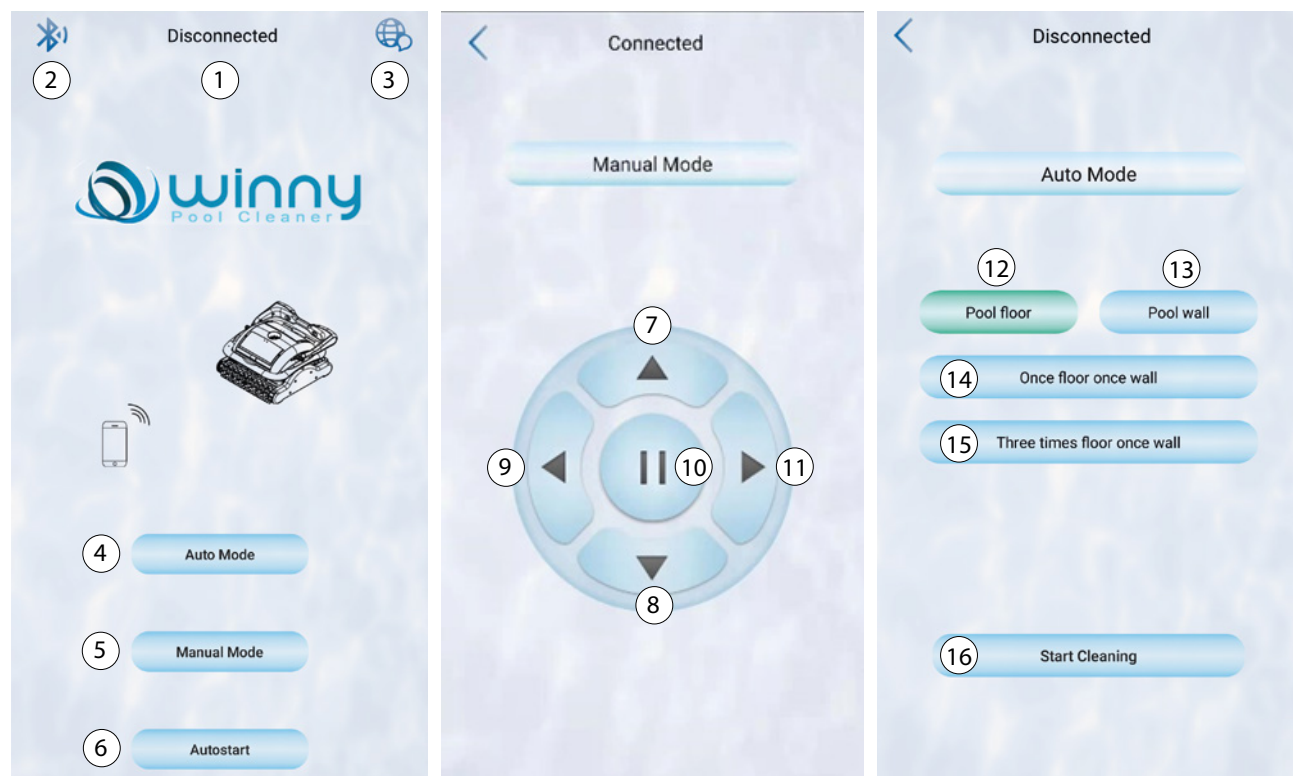 Disconnected
2
1
3
winny
Pool Cleaner
4
Auto Mode
5
Manual Mode
6
Autostart
Connected
Manual Mode
7
9
10
11
8
Disconnected
Auto Mode
12
13
Pool floor
Pool wall
14
Once floor once wall
15
Three times floor once wall
16
Start Cleaning